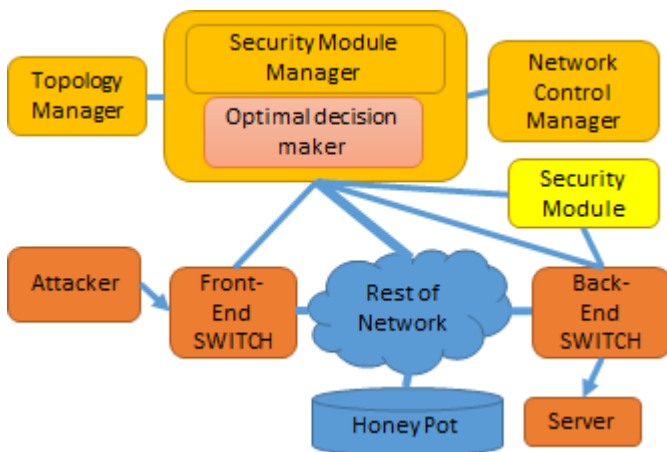 Security Module
Manager
Optimal decision
maker
Topology
Manager
Network
Control
Manager
Security
Module
Attacker
Front-
End
SWITCH
Rest of
Network
Back-
End
SWITCH
HoneyPot
Server